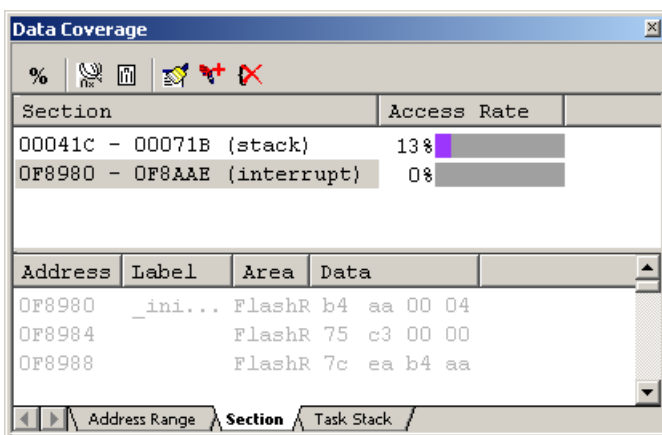 Data Coverage
%
Section Access Rate
00041C - 00071B (stack) 13%
0F8980 - 0F8AAE (interrupt) 0%
Address Label Area Data
0F8980 _ini... FlashR b4 aa 00 04
0F8984 FlashR 75 c3 00 00
0F8988 FlashR 7c ea b4 aa
Address Range Section Task Stack